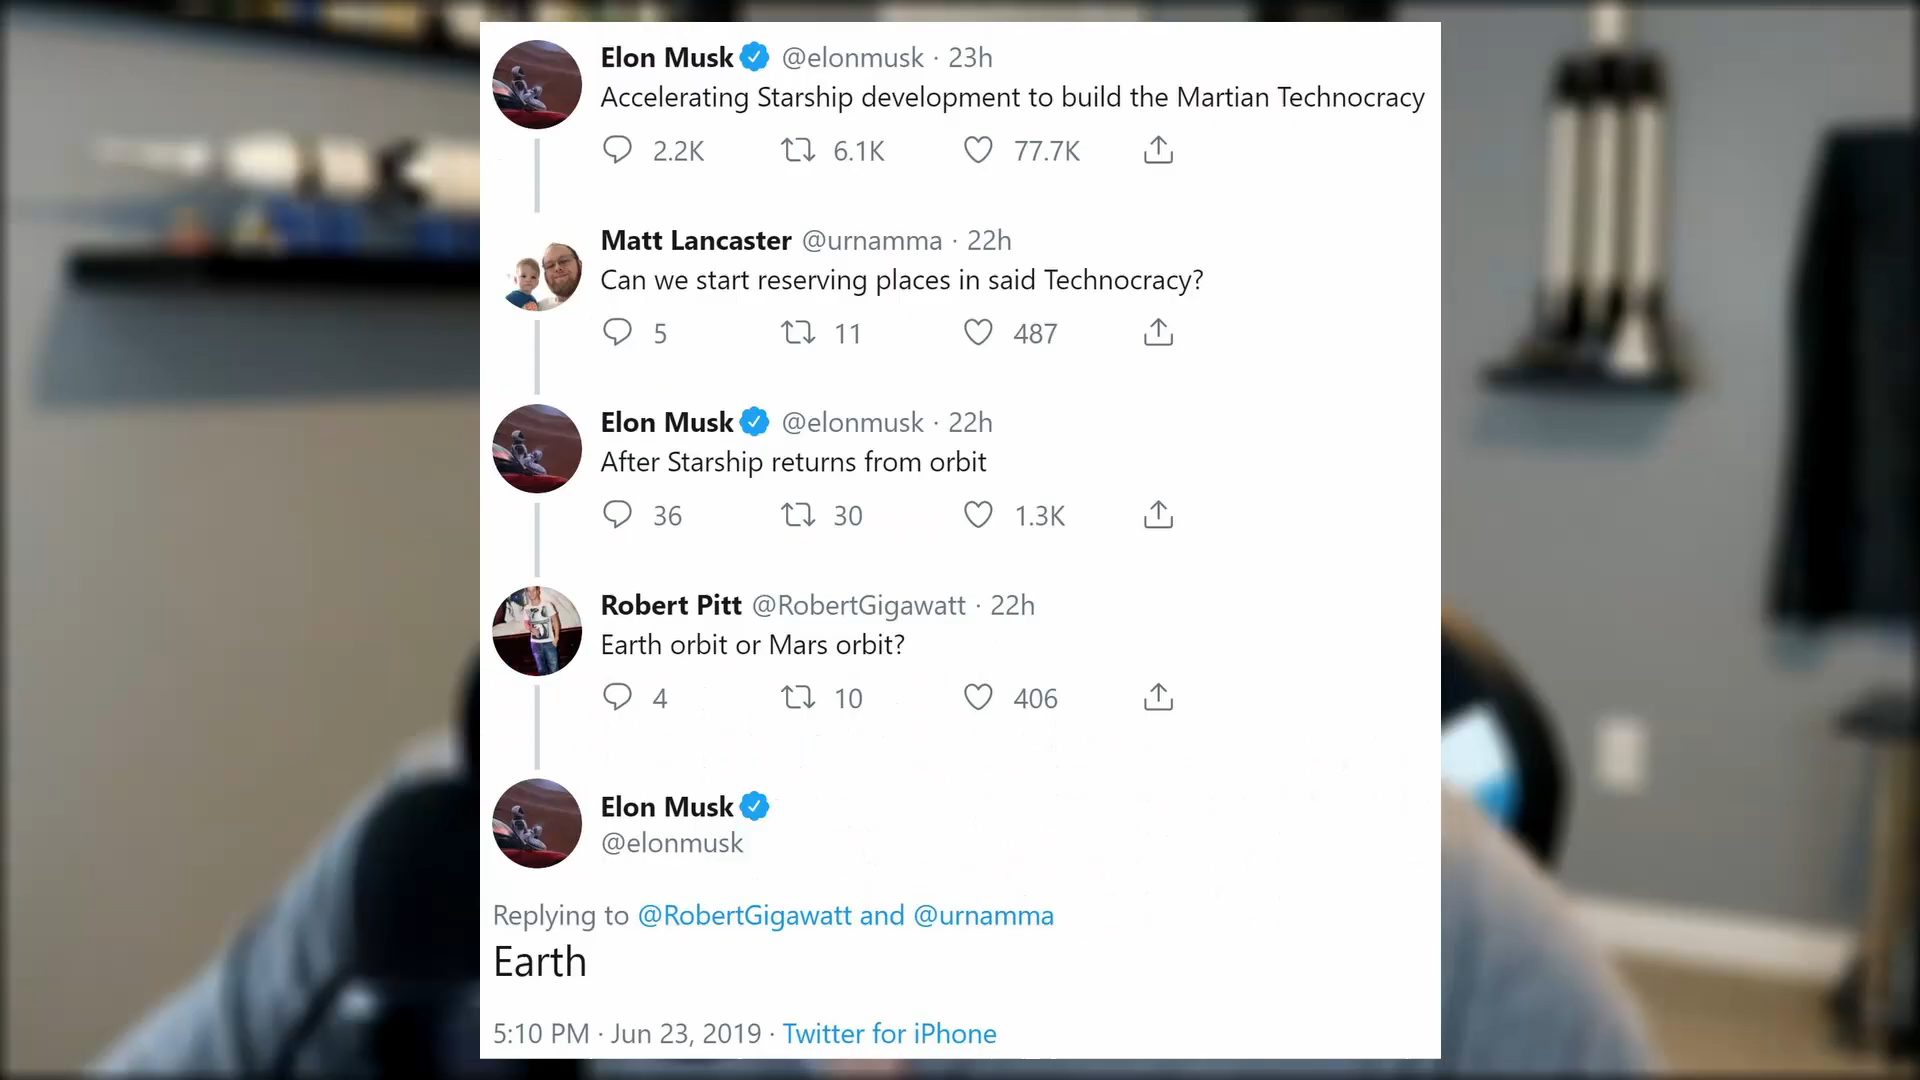 Elon Musk @elonmusk · 23h
Accelerating Starship development to build the Martian Technocracy
2.2K 6.1K 77.7K
Matt Lancaster @urnamma · 22h
Can we start reserving places in said Technocracy?
5 11 487
Elon Musk @elonmusk · 22h
After Starship returns from orbit
36 30 1.3K
Robert Pitt @RobertGigawatt · 22h
Earth orbit or Mars orbit?
4 10 406
Elon Musk
@elonmusk
Replying to @RobertGigawatt and @urnamma
Earth
5:10 PM · Jun 23, 2019 · Twitter for iPhone